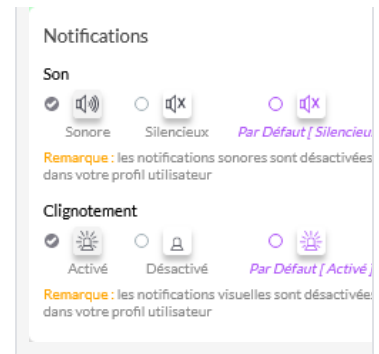 Notifications
Son
Sonore Silencieux Par Défaut [ Silencieu
Remarque : les notifications sonores sont désactivées
dans votre profil utilisateur
Clignotement
Activé Désactivé Par Défaut [ Activé ]
Remarque : les notifications visuelles sont désactivée
dans votre profil utilisateur